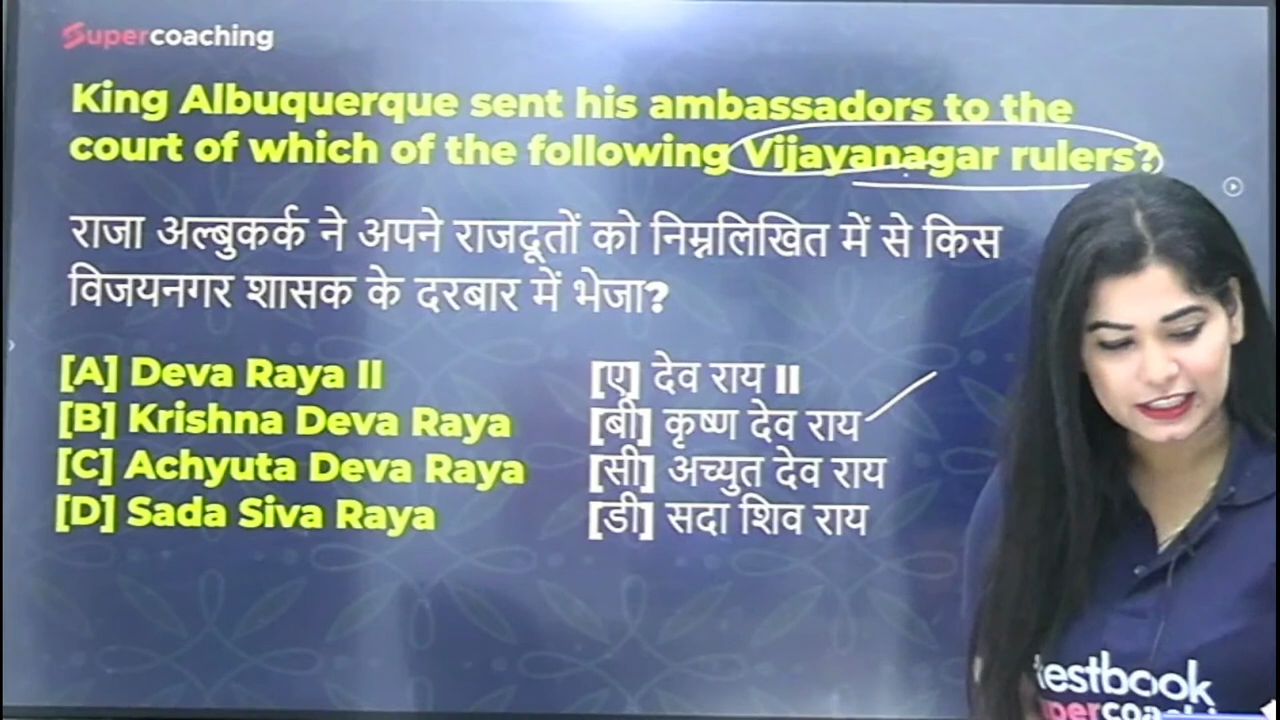 Supercoaching
King Albuquerque sent his ambassadors to the
court of which of the following Vijayanagar rulers?
राजा अल्बुकर्क ने अपने राजदूतों को निम्नलिखित में से किस
विजयनगर शासक के दरबार में भेजा?
[A] Deva Raya II
[B] Krishna Deva Raya
[C] Achyuta Deva Raya
[D] Sada Siva Raya
[ए] देव राय II
[बी] कृष्ण देव राय
[सी] अच्युत देव राय
[डी] सदा शिव राय
testbook